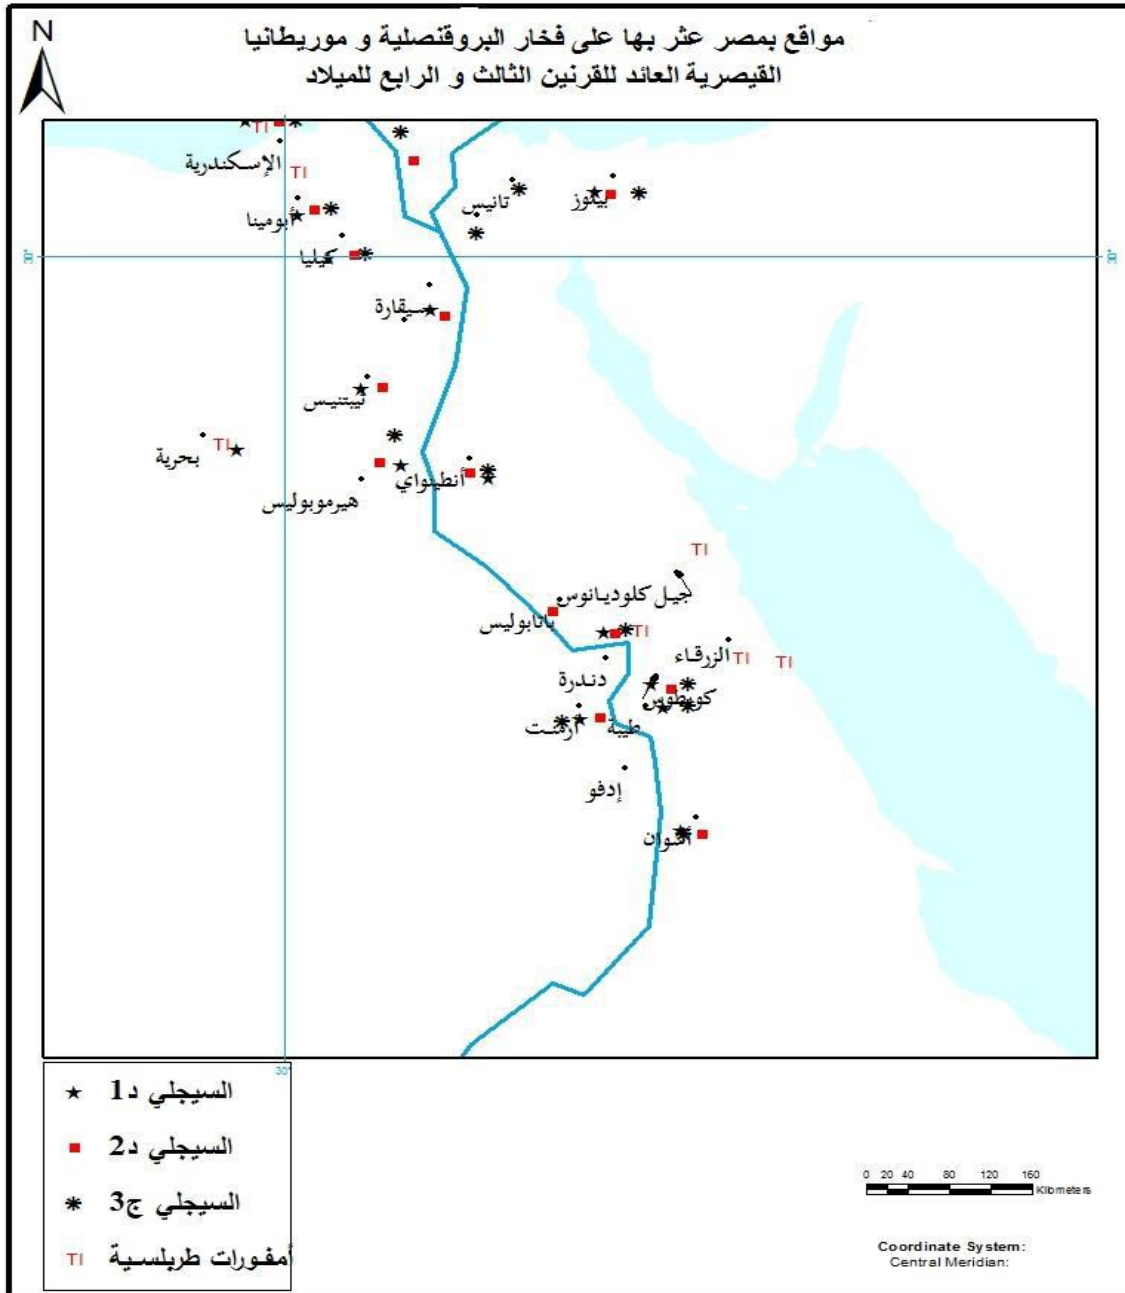 N
مواقع بمصر عثر بها على فخار البروقنصلية و موريطانيا
القيصرية العائد للقرنين الثالث و الرابع للميلاد
TI
الإسكندرية
TI
أبومينا
تانيس
بيلوز
كيليا
30°
30°
سيقارة
تيبتنيس
TI
بحرية
أنطينواي
هيرموبوليس
TI
جبل كلوديانوس
بانابوليس
TI
الزرقاء
TI
TI
دندرة
كوبطوس
أرمنت
طيبة
إدفو
أسوان
30°
السيجلي د1
السيجلي د2
السيجلي ج3
TI أمفورات طربلسية
0 20 40 80 120 160
Kilometers
Coordinate System:
Central Meridian: